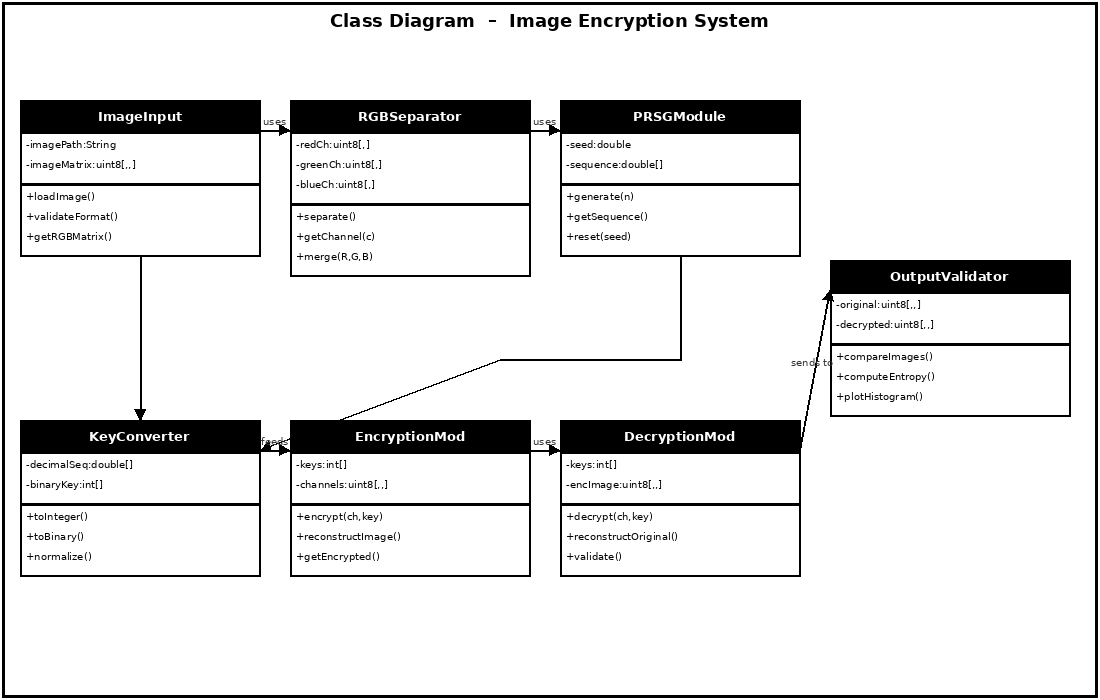 Class Diagram – Image Encryption System
ImageInput
-imagePath:String
-imageMatrix:uint8[,,]
+loadImage()
+validateFormat()
+getRGBMatrix()
uses
RGBSeparator
-redCh:uint8[,]
-greenCh:uint8[,]
-blueCh:uint8[,]
+separate()
+getChannel(c)
+merge(R,G,B)
uses
PRSGModule
-seed:double
-sequence:double[]
+generate(n)
+getSequence()
+reset(seed)
OutputValidator
-original:uint8[,,]
-decrypted:uint8[,,]
+compareImages()
+computeEntropy()
+plotHistogram()
sends to
KeyConverter
-decimalSeq:double[]
-binaryKey:int[]
+toInteger()
+toBinary()
+normalize()
feeds
EncryptionMod
-keys:int[]
-channels:uint8[,,]
+encrypt(ch,key)
+reconstructImage()
+getEncrypted()
uses
DecryptionMod
-keys:int[]
-encImage:uint8[,,]
+decrypt(ch,key)
+reconstructOriginal()
+validate()